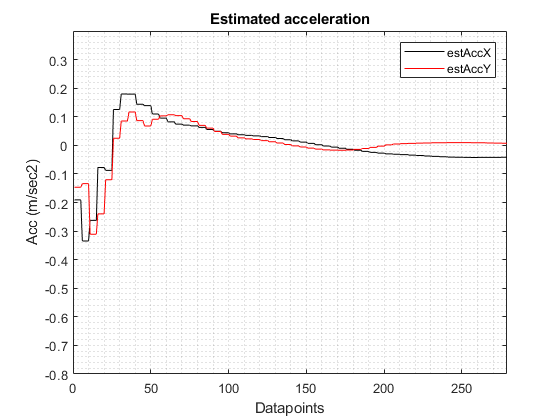 Estimated acceleration
estAccX
estAccY
0.3
0.2
0.1
0
-0.1
-0.2
-0.3
-0.4
-0.5
-0.6
-0.7
-0.8
Acc (m/sec2)
0 50 100 150 200 250
Datapoints